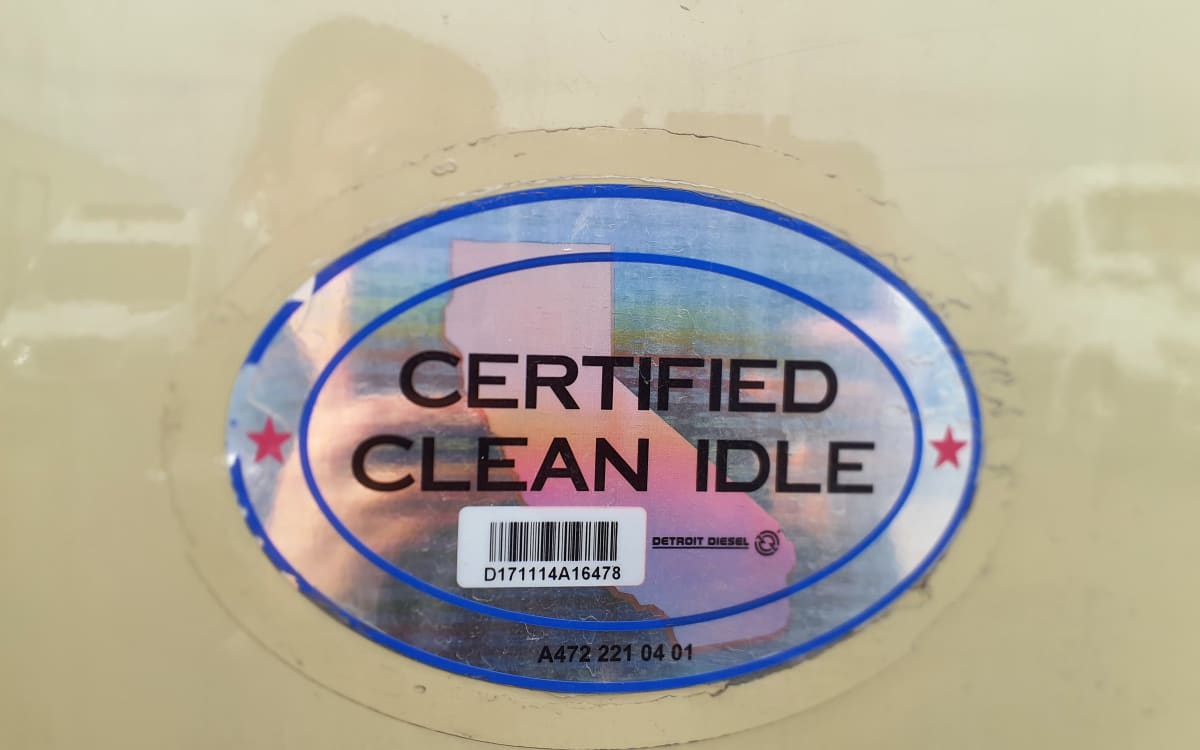 CERTIFIED
CLEAN IDLE
DETROIT DIESEL
D171114A16478
A472 221 04 01